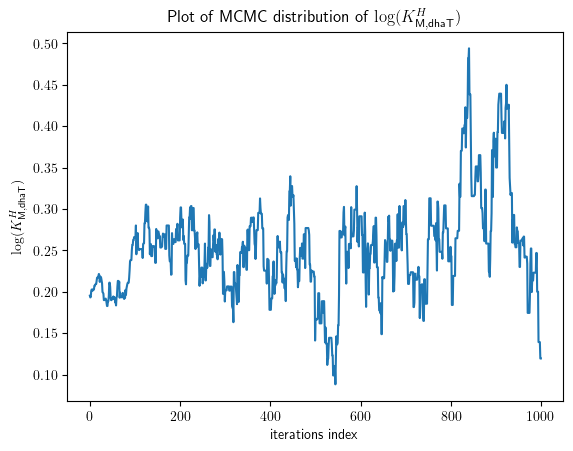 Plot of MCMC distribution of log(K^H_M,dhaT)
0.50
0.45
0.40
0.35
0.30
0.25
0.20
0.15
0.10
log(K^H_M,dhaT)
0 200 400 600 800 1000
iterations index